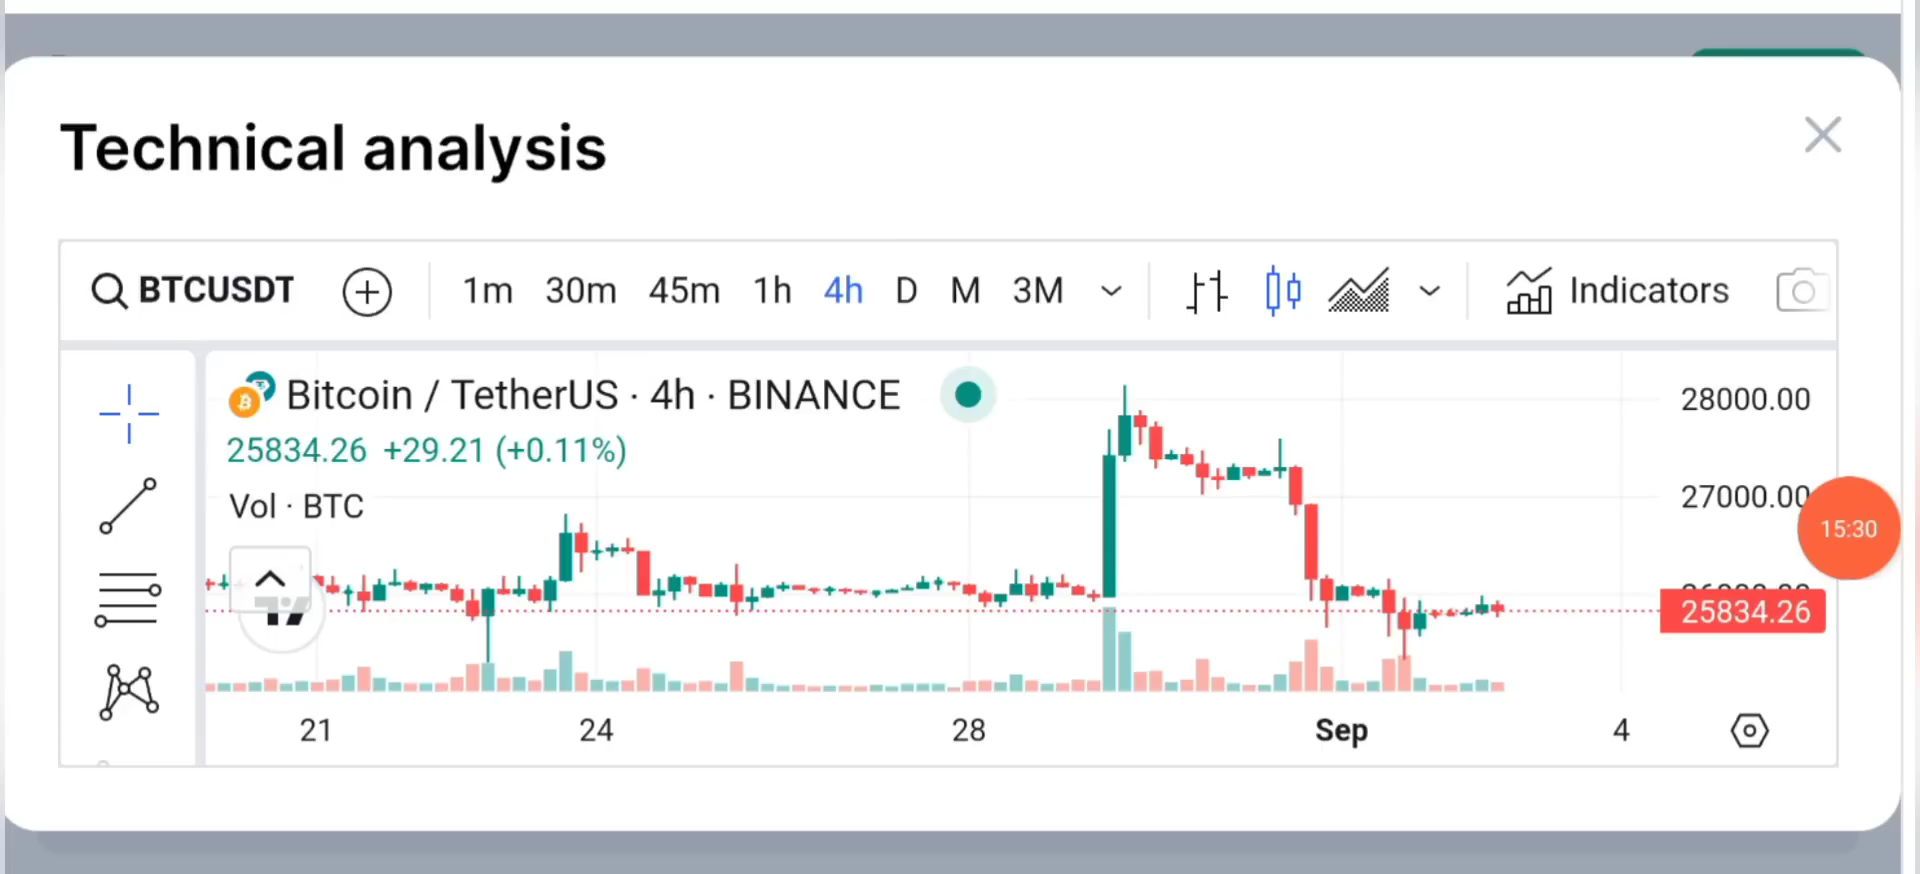 Technical analysis
BTCUSDT 1m 30m 45m 1h 4h D M 3M Indicators
Bitcoin / TetherUS · 4h · BINANCE
25834.26 +29.21 (+0.11%)
Vol · BTC
28000.00
27000.00
15:30
25834.26
21 24 28 Sep 4